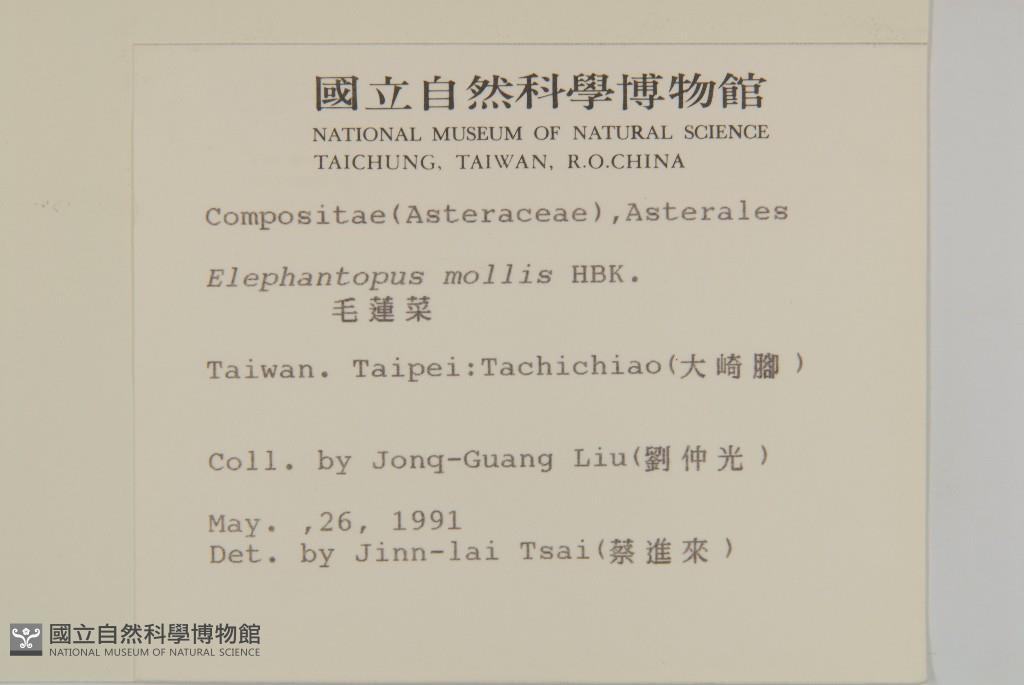 國立自然科學博物館
NATIONAL MUSEUM OF NATURAL SCIENCE
TAICHUNG, TAIWAN, R.O.CHINA
Compositae(Asteraceae),Asterales
Elephantopus mollis HBK.
毛蓮菜
Taiwan. Taipei:Tachichiao(大崎腳)
Coll. by Jonq-Guang Liu(劉仲光)
May. ,26, 1991
Det. by Jinn-lai Tsai(蔡進來)
國立自然科學博物館
NATIONAL MUSEUM OF NATURAL SCIENCE